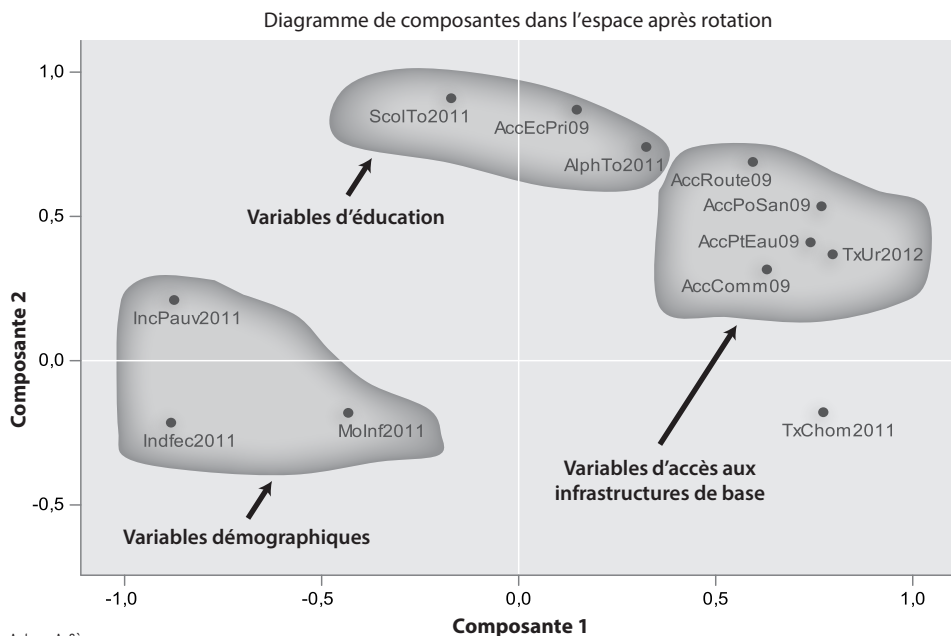 Diagramme de composantes dans l'espace après rotation
1,0
ScolTo2011
AccEcPri09
AlphTo2011
AccRoute09
AccPoSan09
0,5
Variables d'éducation
AccPtEau09
TxUr2012
AccComm09
IncPauv2011
Composante 2
0,0
Indfec2011
MoInf2011
TxChom2011
Variables d'accès aux
infrastructures de base
-0,5
Variables démographiques
-1,0
-0,5
0,0
0,5
1,0
Composante 1